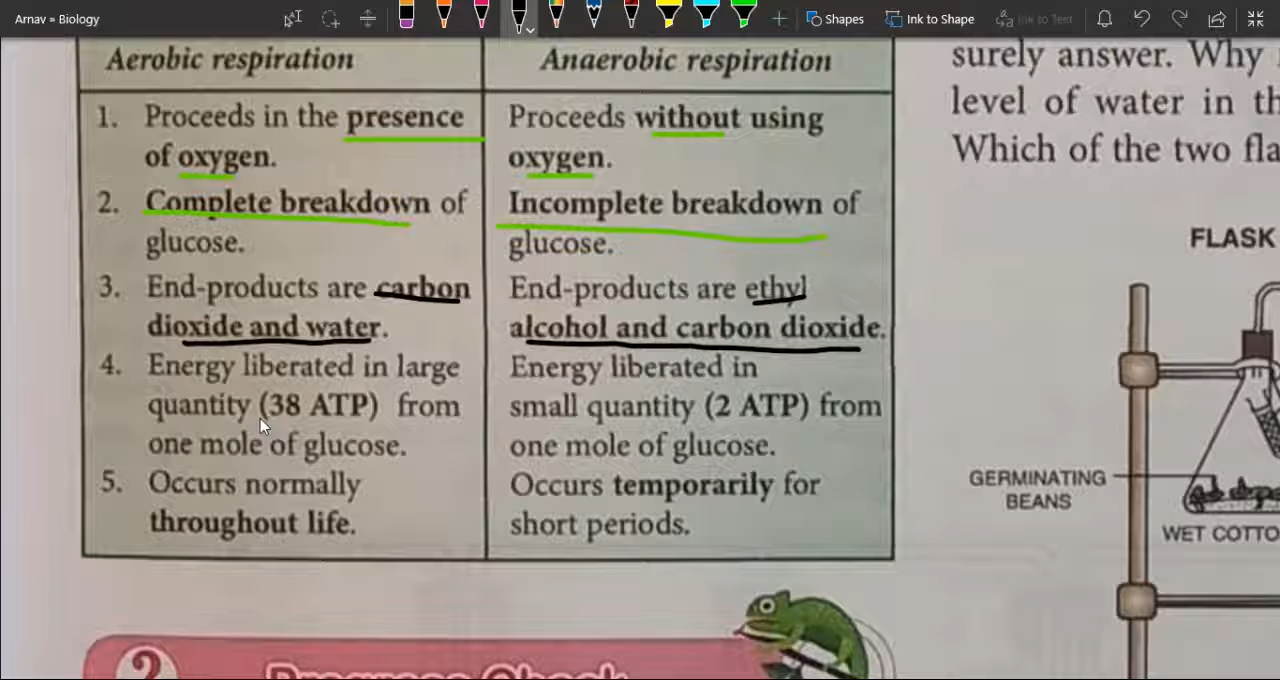 Arnav » Biology
Shapes
Ink to Shape
Ink to Text
Aerobic respiration
1. Proceeds in the presence
of oxygen.
2. Complete breakdown of
glucose.
3. End-products are carbon
dioxide and water.
4. Energy liberated in large
quantity (38 ATP) from
one mole of glucose.
5. Occurs normally
throughout life.
Anaerobic respiration
Proceeds without using
oxygen.
Incomplete breakdown of
glucose.
End-products are ethyl
alcohol and carbon dioxide.
Energy liberated in
small quantity (2 ATP) from
one mole of glucose.
Occurs temporarily for
short periods.
surely answer. Why
level of water in th
Which of the two fla
FLASK
GERMINATING
BEANS
WET COTTO
?
Progress Check